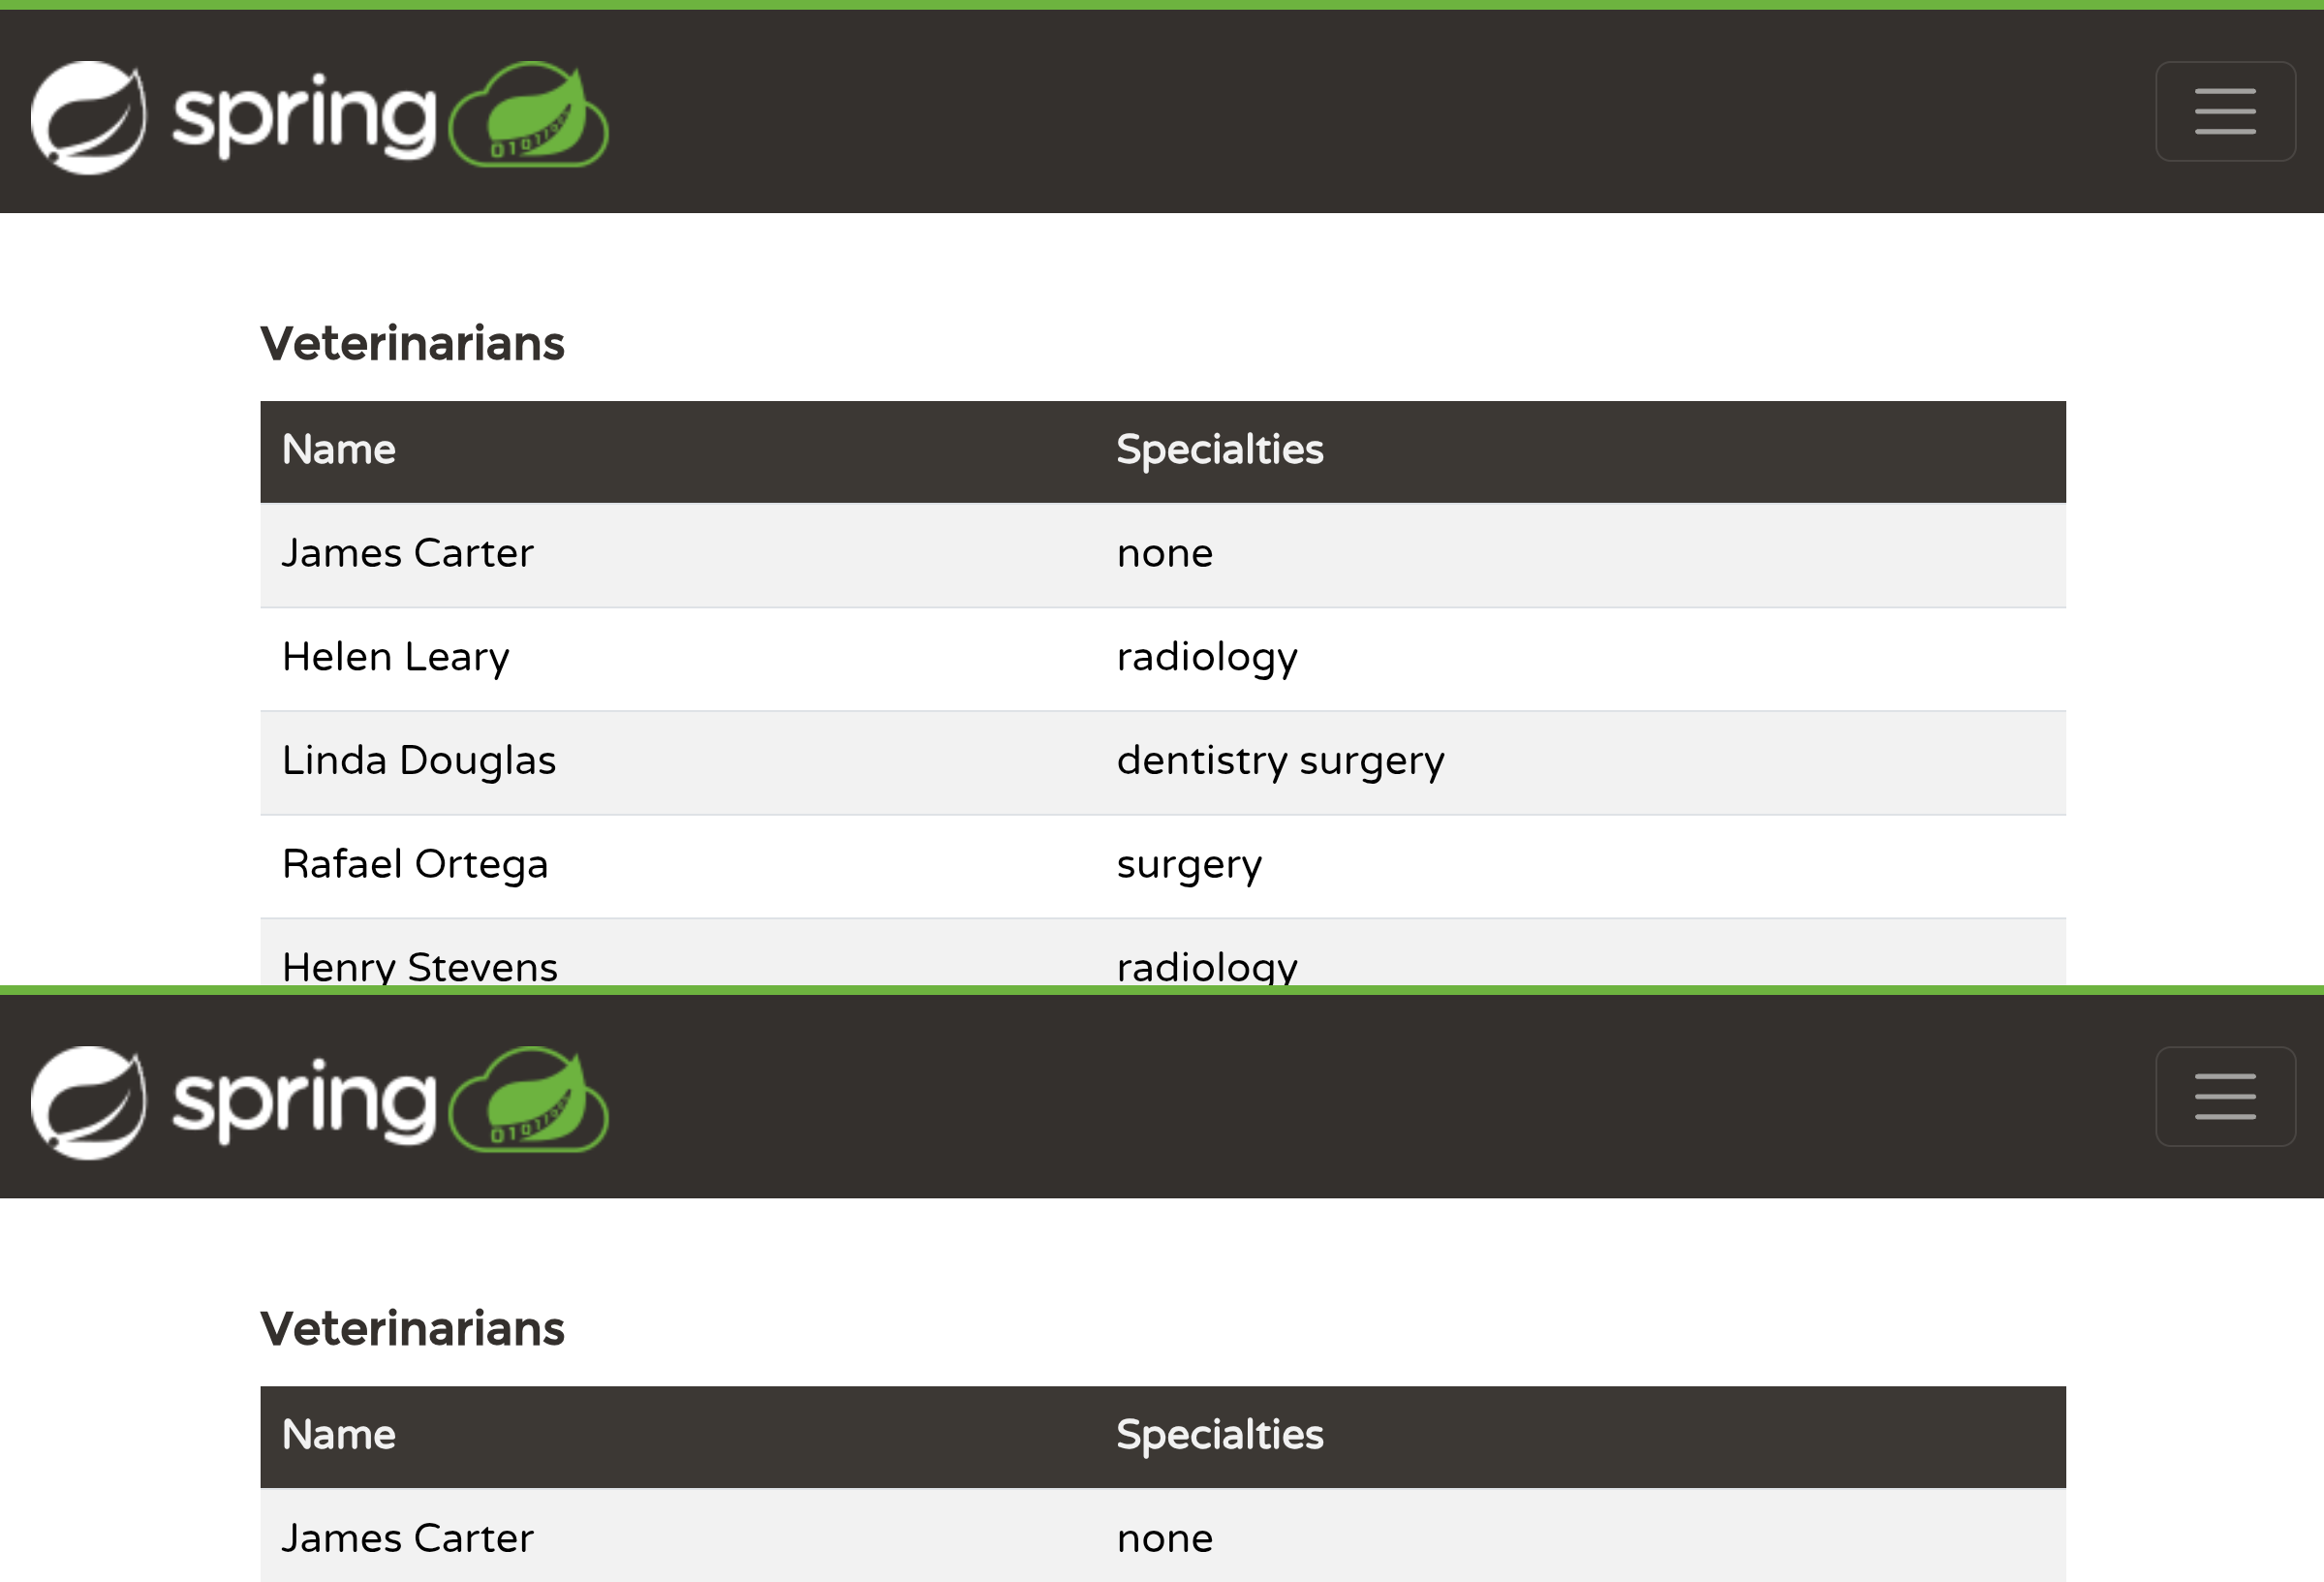 spring
Veterinarians
Name Specialties
James Carter none
Helen Leary radiology
Linda Douglas dentistry surgery
Rafael Ortega surgery
Henry Stevens radiology
spring
Veterinarians
Name Specialties
James Carter none